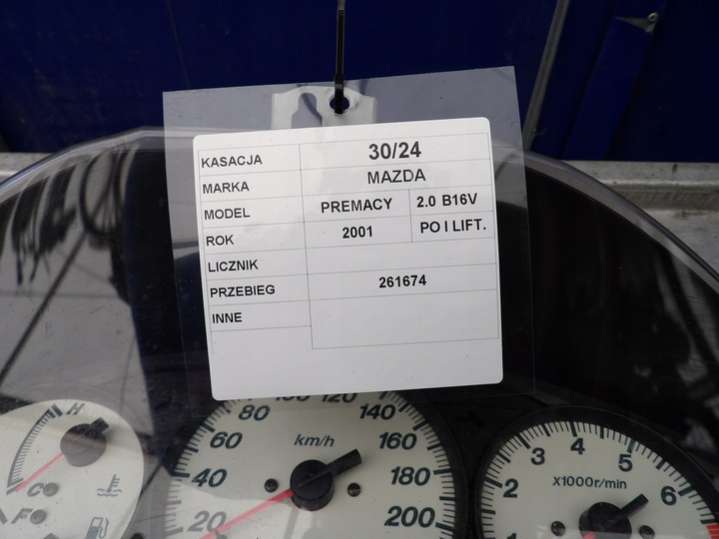 KASACJA 30/24
MARKA MAZDA
MODEL PREMACY 2.0 B16V
ROK 2001 PO I LIFT.
LICZNIK
PRZEBIEG 261674
INNE
H
C
F
20 40 60 80 100 120 140 160 180 200
km/h
1 2 3 4 5 6
X1000r/min